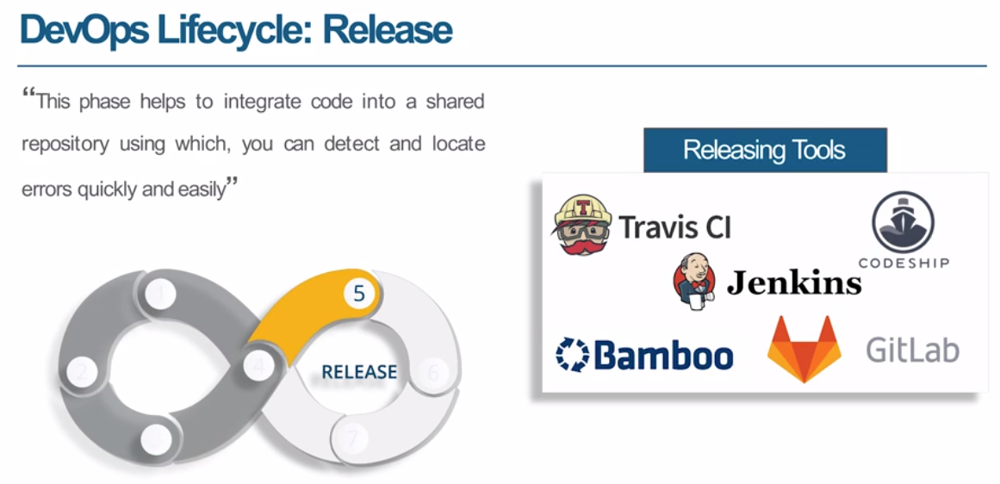 DevOps Lifecycle: Release
“This phase helps to integrate code into a shared
repository using which, you can detect and locate
errors quickly and easily”
Releasing Tools
T
Travis CI
CODESHIP
Jenkins
Bamboo
GitLab
1
5
4
2
RELEASE
6
3
7